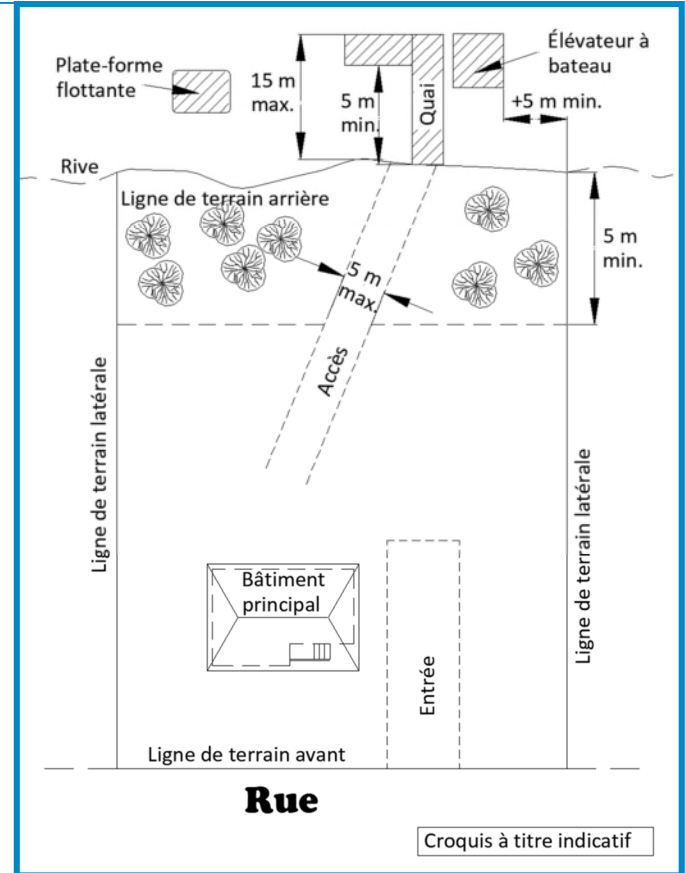 Plate-forme
flottante
15 m
max.
5 m
min.
Quai
Élévateur à
bateau
+5 m min.
Rive
Ligne de terrain arrière
5 m
max.
5 m
min.
Accès
Ligne de terrain latérale
Ligne de terrain latérale
Bâtiment
principal
Entrée
Ligne de terrain avant
Rue
Croquis à titre indicatif